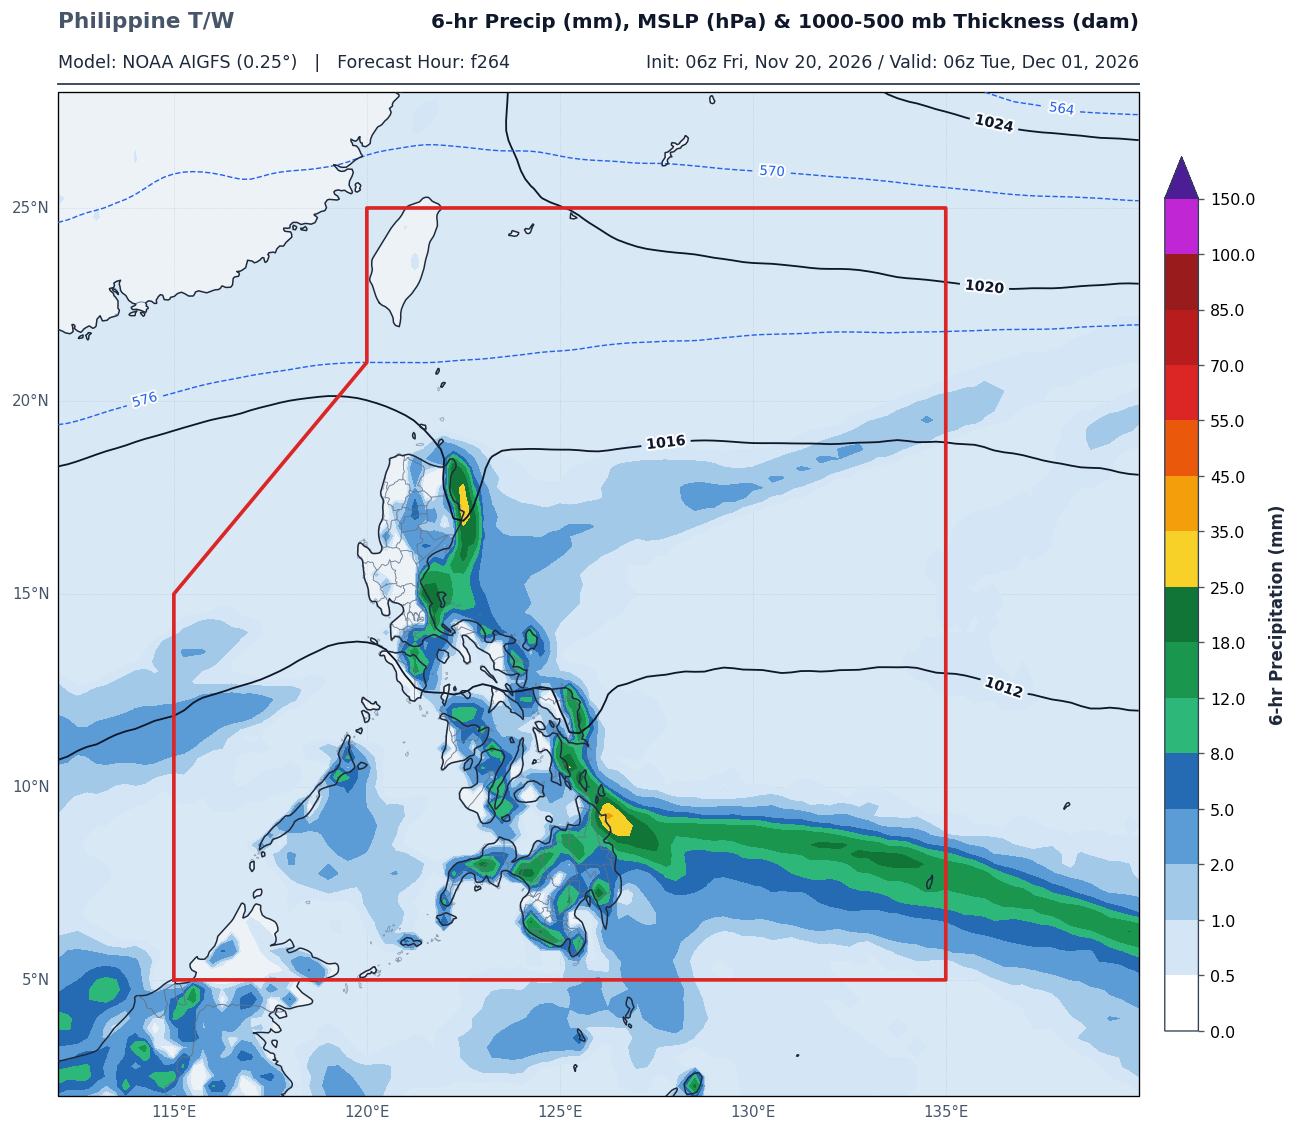 Philippine T/W
6-hr Precip (mm), MSLP (hPa) & 1000-500 mb Thickness (dam)
Model: NOAA AIGFS (0.25°) | Forecast Hour: f264
Init: 06z Fri, Nov 20, 2026 / Valid: 06z Tue, Dec 01, 2026
564
1024
570
1020
576
1016
1012
25°N
20°N
15°N
10°N
5°N
115°E
120°E
125°E
130°E
135°E
150.0
100.0
85.0
70.0
55.0
45.0
35.0
25.0
18.0
12.0
8.0
5.0
2.0
1.0
0.5
0.0
6-hr Precipitation (mm)